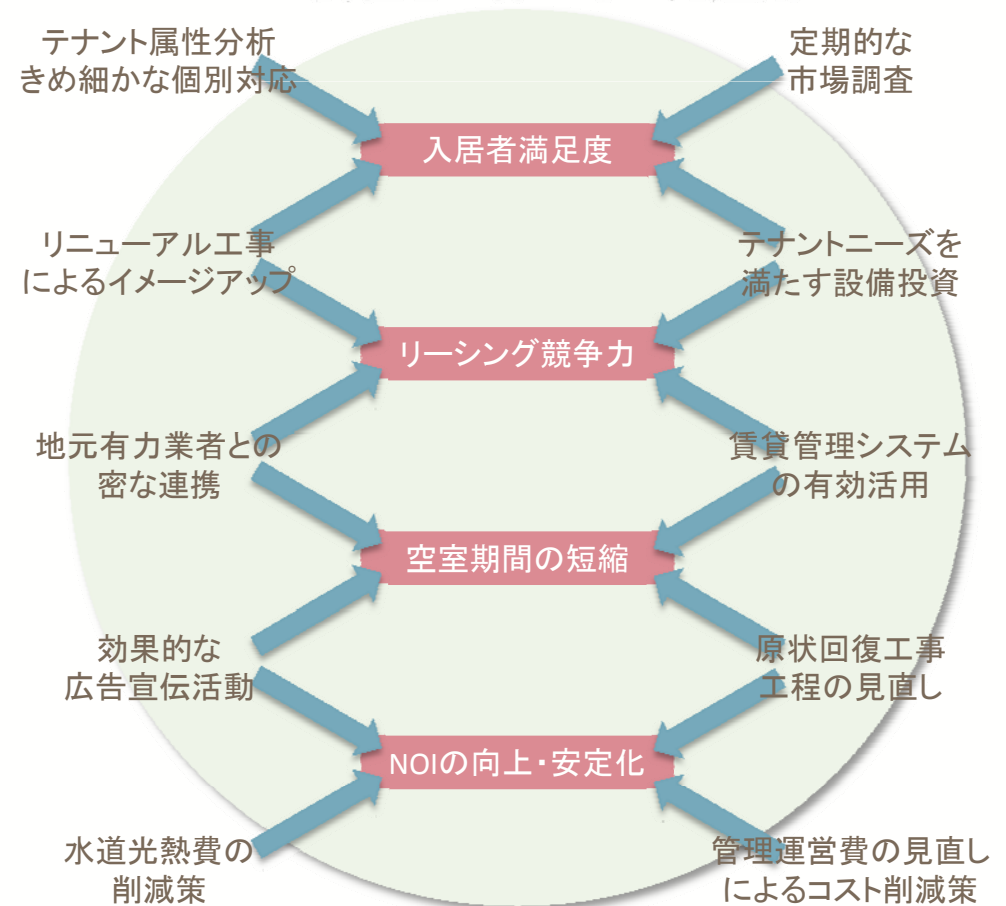 テナント属性分析
きめ細かな個別対応
定期的な
市場調査
入居者満足度
リニューアル工事
によるイメージアップ
テナントニーズを
満たす設備投資
リーシング競争力
地元有力業者との
密な連携
賃貸管理システム
の有効活用
空室期間の短縮
効果的な
広告宣伝活動
原状回復工事
工程の見直し
NOIの向上・安定化
水道光熱費の
削減策
管理運営費の見直し
によるコスト削減策